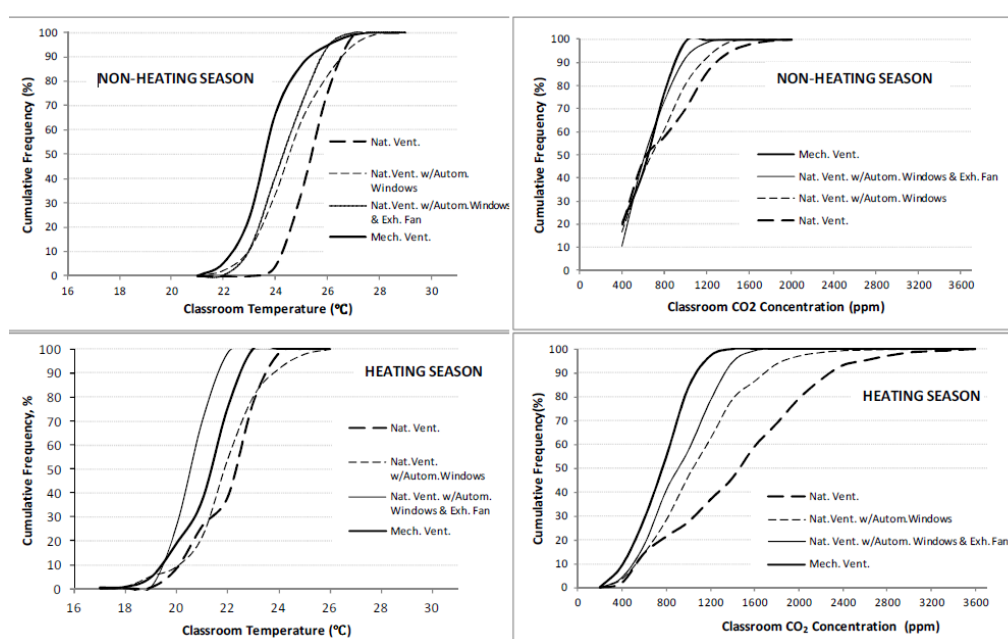 100
90
80
70
60
50
40
30
20
10
0
Cumulative Frequency (%)
NON-HEATING SEASON
Nat. Vent.
Nat.Vent. w/Autom.
Windows
Nat.Vent. w/Autom.Windows
& Exh. Fan
Mech. Vent.
16 18 20 22 24 26 28 30
Classroom Temperature (℃)
100
90
80
70
60
50
40
30
20
10
0
Cumulative Frequency (%)
NON-HEATING SEASON
Mech. Vent.
Nat. Vent. w/Autom. Windows & Exh. Fan
Nat. Vent w/Autom. Windows
Nat. Vent.
0 400 800 1200 1600 2000 2400 2800 3200 3600
Classroom CO2 Concentration (ppm)
100
90
80
70
60
50
40
30
20
10
0
Cumulative Frequency, %
HEATING SEASON
Nat. Vent.
Nat.Vent.
w/Autom.Windows
Nat. Vent. w/Autom.
Windows & Exh. Fan
Mech. Vent.
16 18 20 22 24 26 28 30
Classroom Temperature (℃)
100
90
80
70
60
50
40
30
20
10
0
Cumulative Frequency(%)
HEATING SEASON
Nat. Vent.
Nat.Vent. w/Autom.Windows
Nat. Vent. w/Autom. Windows & Exh. Fan
Mech. Vent.
0 400 800 1200 1600 2000 2400 2800 3200 3600
Classroom CO₂ Concentration (ppm)